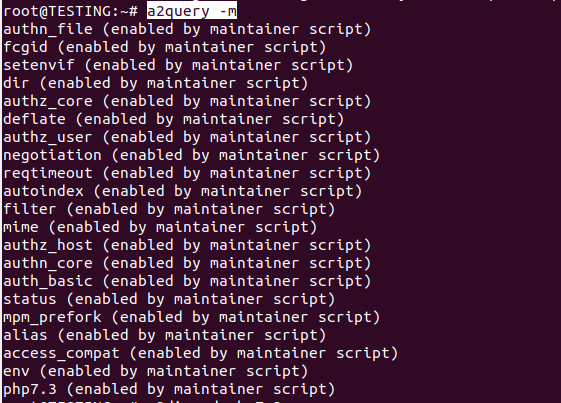 root@TESTING:~# a2query -m
authn_file (enabled by maintainer script)
fcgid (enabled by maintainer script)
setenvif (enabled by maintainer script)
dir (enabled by maintainer script)
authz_core (enabled by maintainer script)
deflate (enabled by maintainer script)
authz_user (enabled by maintainer script)
negotiation (enabled by maintainer script)
reqtimeout (enabled by maintainer script)
autoindex (enabled by maintainer script)
filter (enabled by maintainer script)
mime (enabled by maintainer script)
authz_host (enabled by maintainer script)
authn_core (enabled by maintainer script)
auth_basic (enabled by maintainer script)
status (enabled by maintainer script)
mpm_prefork (enabled by maintainer script)
alias (enabled by maintainer script)
access_compat (enabled by maintainer script)
env (enabled by maintainer script)
php7.3 (enabled by maintainer script)